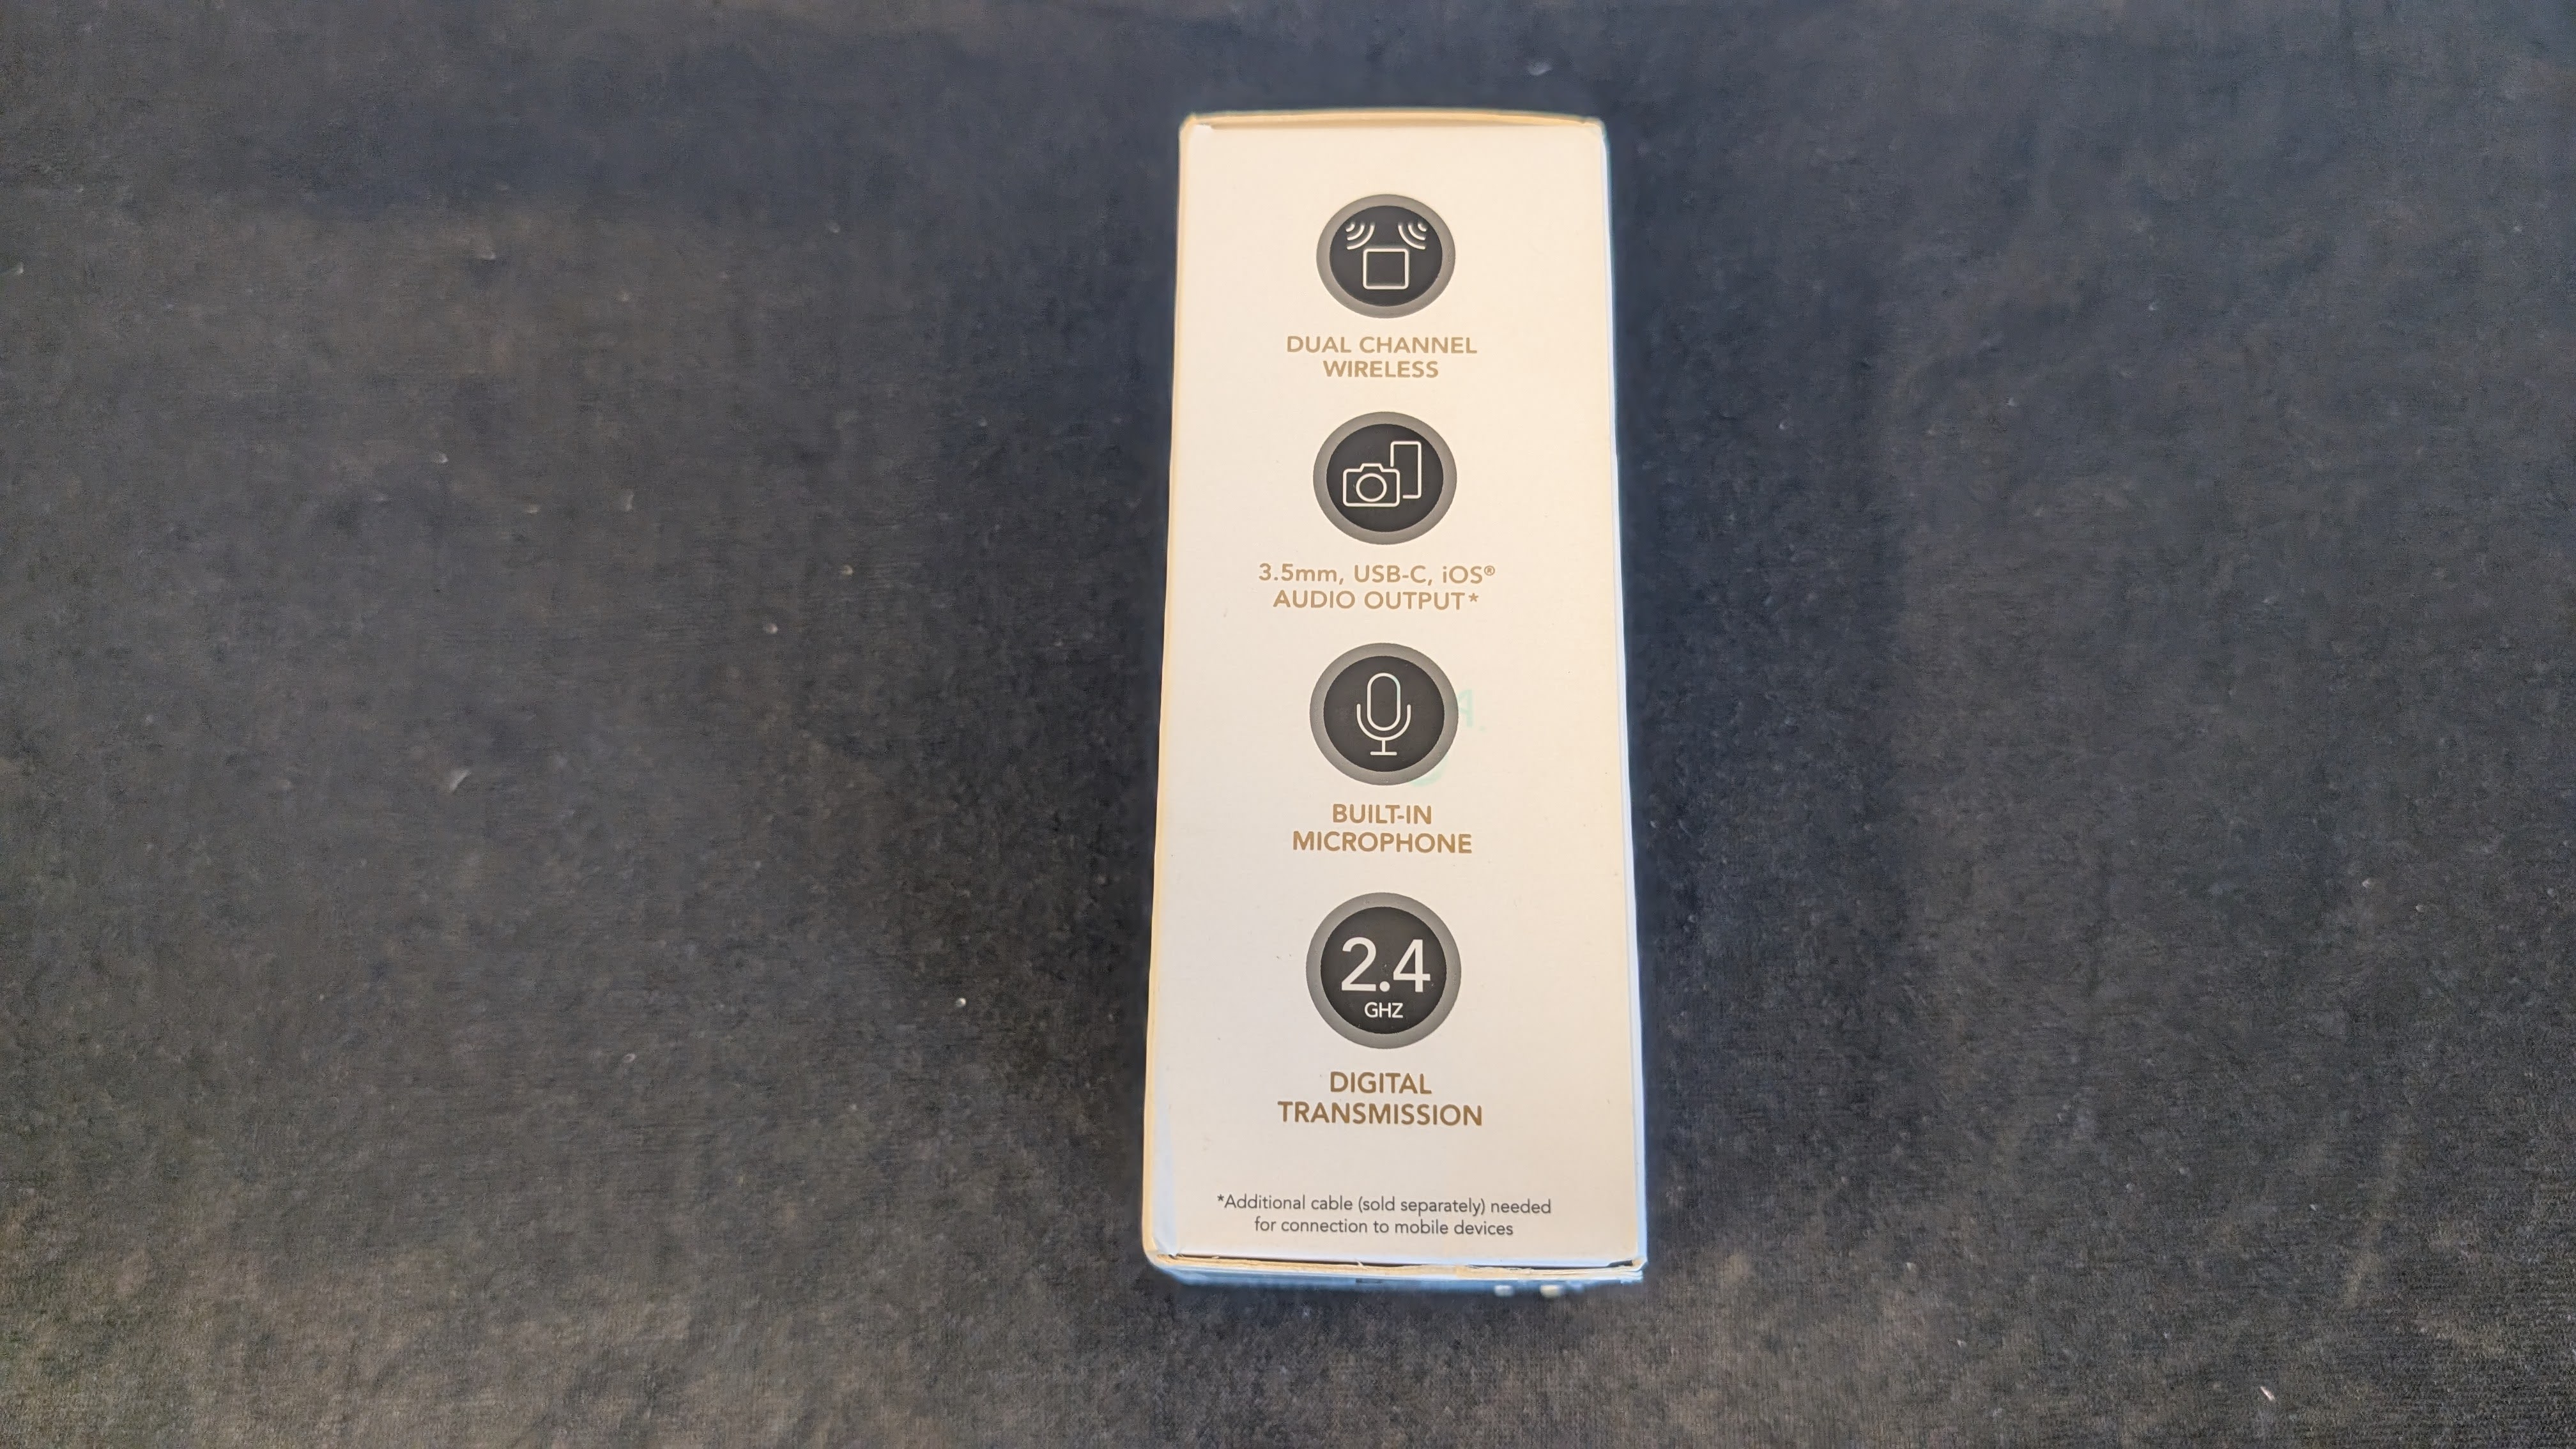 DUAL CHANNEL
WIRELESS
3.5mm, USB-C, iOS®
AUDIO OUTPUT*
BUILT-IN
MICROPHONE
2.4
GHZ
DIGITAL
TRANSMISSION
*Additional cable (sold separately) needed
for connection to mobile devices